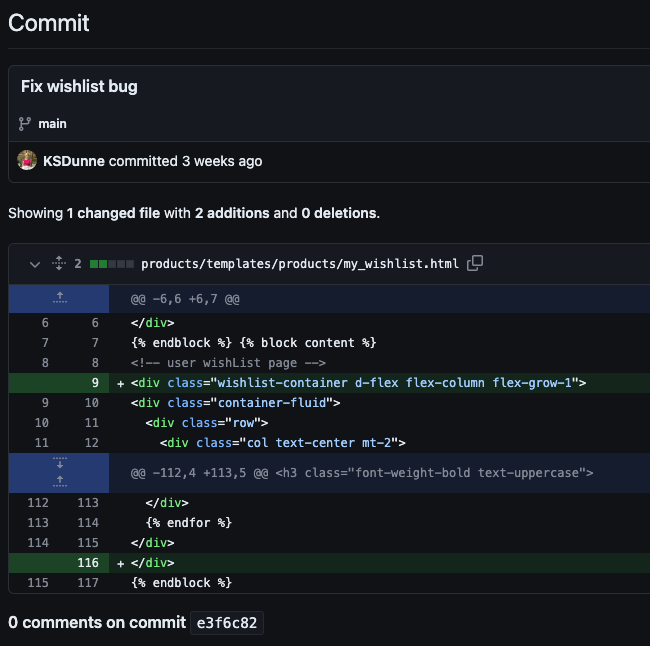 Commit
Fix wishlist bug
main
KSDunne committed 3 weeks ago
Showing 1 changed file with 2 additions and 0 deletions.
2 products/templates/products/my_wishlist.html
@@ -6,6 +6,7 @@
6 6 </div>
7 7 {% endblock %} {% block content %}
8 8 <!-- user wishList page -->
9 + <div class="wishlist-container d-flex flex-column flex-grow-1">
9 10 <div class="container-fluid">
10 11 <div class="row">
11 12 <div class="col text-center mt-2">
@@ -112,4 +113,5 @@ <h3 class="font-weight-bold text-uppercase">
112 113 </div>
113 114 {% endfor %}
114 115 </div>
116 + </div>
115 117 {% endblock %}
0 comments on commit e3f6c82